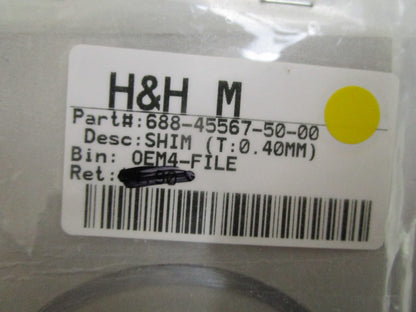 H&H M
Part#:688-45567-50-00
Desc:SHIM (T:0.40MM)
Bin: OEM4-FILE
Ret: